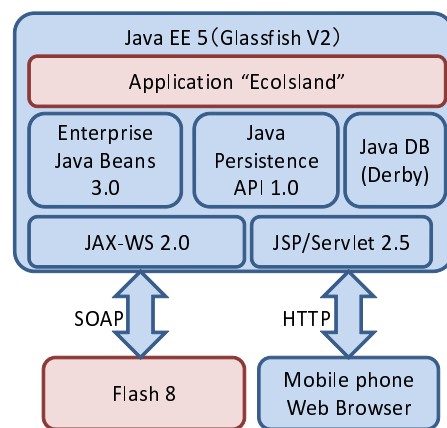 Java EE 5（Glassfish V2）
Application “EcoIsland”
Enterprise
Java Beans
3.0
Java
Persistence
API 1.0
Java DB
(Derby)
JAX-WS 2.0
JSP/Servlet 2.5
SOAP
HTTP
Flash 8
Mobile phone
Web Browser